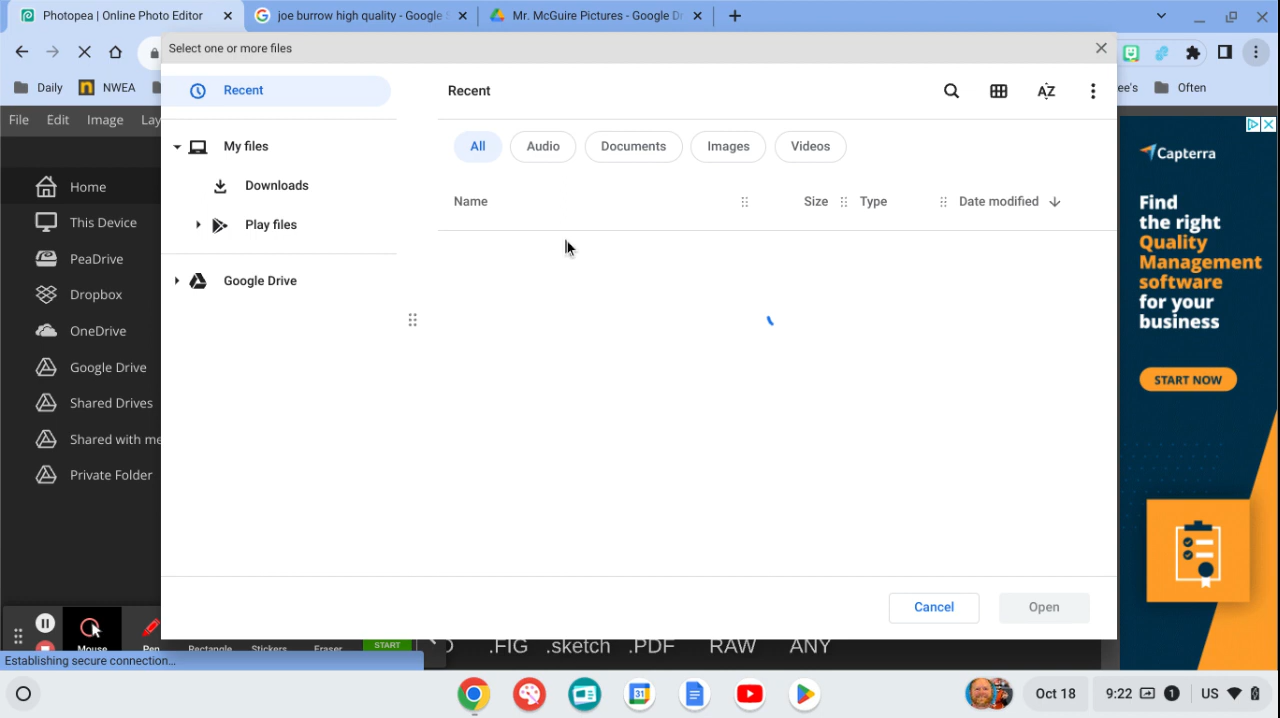 Photopea | Online Photo Editor
joe burrow high quality - Google S
Mr. McGuire Pictures - Google Dr
Select one or more files
Daily
NWEA
ee's
Often
File Edit Image Lay
Recent
My files
Downloads
Play files
Google Drive
Recent
All Audio Documents Images Videos
Name Size Type Date modified
Home
This Device
PeaDrive
Dropbox
OneDrive
Google Drive
Shared Drives
Shared with me
Private Folder
Cancel Open
Capterra
Find
the right
Quality
Management
software
for your
business
START NOW
Mouse Pen Rectangle Stickers Eraser START
.FIG .sketch .PDF RAW ANY
Establishing secure connection...
Oct 18 9:22 1 US